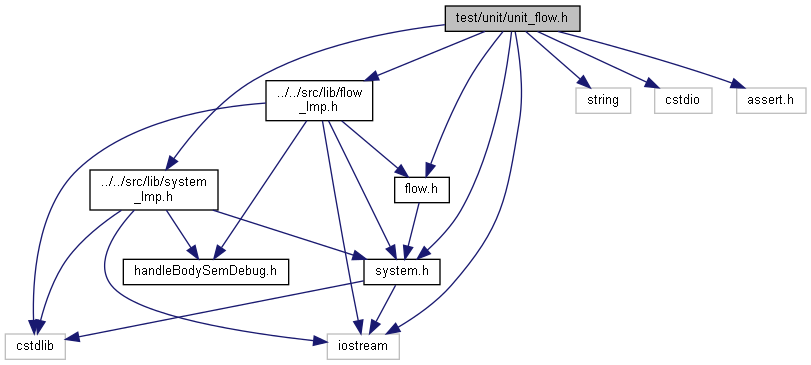 test/unit/unit_flow.h
../../src/lib/flow
_Imp.h
string
cstdio
assert.h
../../src/lib/system
_Imp.h
flow.h
handleBodySemDebug.h
system.h
cstdlib
iostream